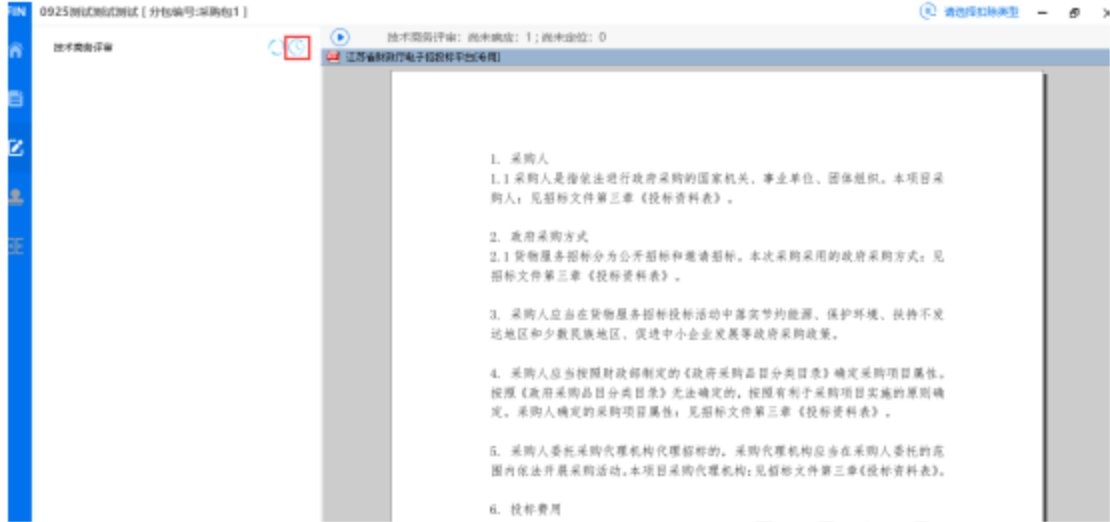 0925测试测试测试 [ 分包编号:采购包1 ]
请选择扣除类型
技术商务评审
技术商务评审：尚未响应：1；尚未定位：0
江苏省财政厅电子招投标平台[专用]
1. 采购人
1.1 采购人是指依法进行政府采购的国家机关、事业单位、团体组织。本项目采
购人：见招标文件第三章《投标资料表》。
2. 政府采购方式
2.1 货物服务招标分为公开招标和邀请招标。本次采购采用的政府采购方式：见
招标文件第三章《投标资料表》。
3. 采购人应当在货物服务招标投标活动中落实节约能源、保护环境、扶持不发
达地区和少数民族地区、促进中小企业发展等政府采购政策。
4. 采购人应当按照财政部制定的《政府采购品目分类目录》确定采购项目属性。
按照《政府采购品目分类目录》无法确定的，按照有利于采购项目实施的原则确
定。采购人确定的采购项目属性：见招标文件第三章《投标资料表》。
5. 采购人委托采购代理机构代理招标的，采购代理机构应当在采购人委托的范
围内依法开展采购活动。本项目采购代理机构：见招标文件第三章《投标资料表》。
6. 投标费用